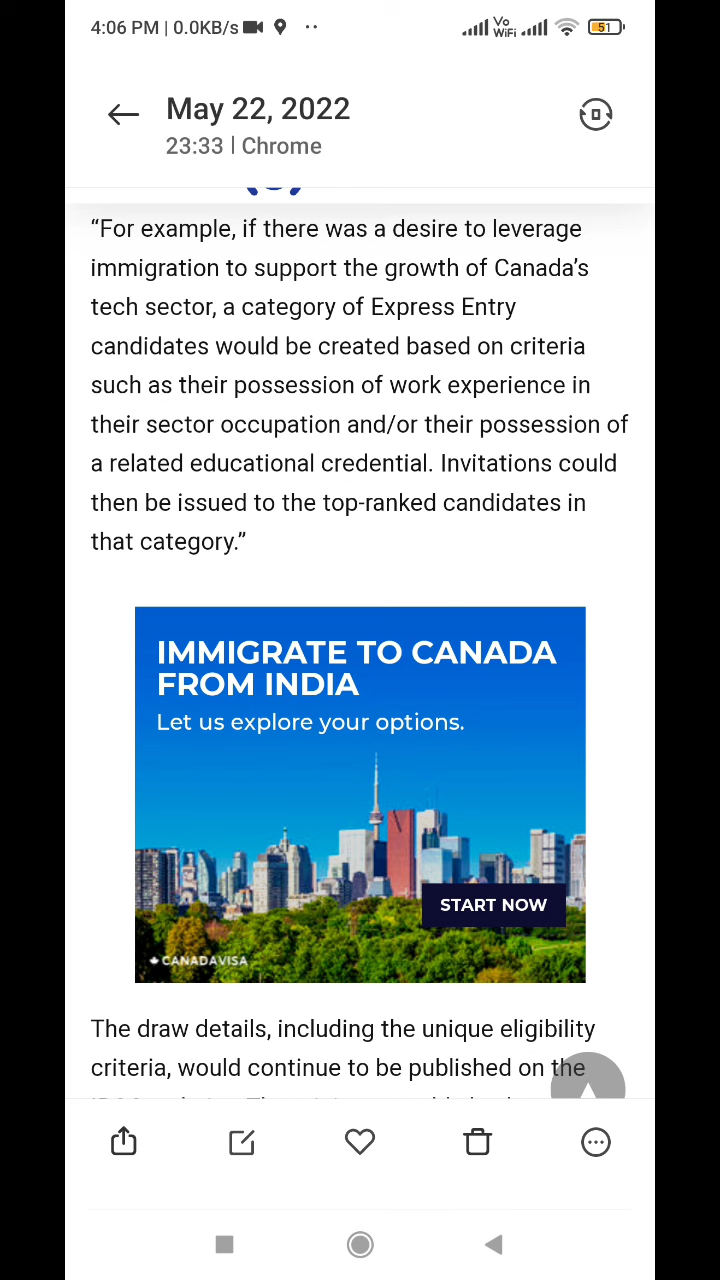 4:06 PM | 0.0KB/s
Vo
WiFi
51
May 22, 2022
23:33 | Chrome
“For example, if there was a desire to leverage
immigration to support the growth of Canada’s
tech sector, a category of Express Entry
candidates would be created based on criteria
such as their possession of work experience in
their sector occupation and/or their possession of
a related educational credential. Invitations could
then be issued to the top-ranked candidates in
that category.”
IMMIGRATE TO CANADA
FROM INDIA
Let us explore your options.
START NOW
CANADAVISA
The draw details, including the unique eligibility
criteria, would continue to be published on the